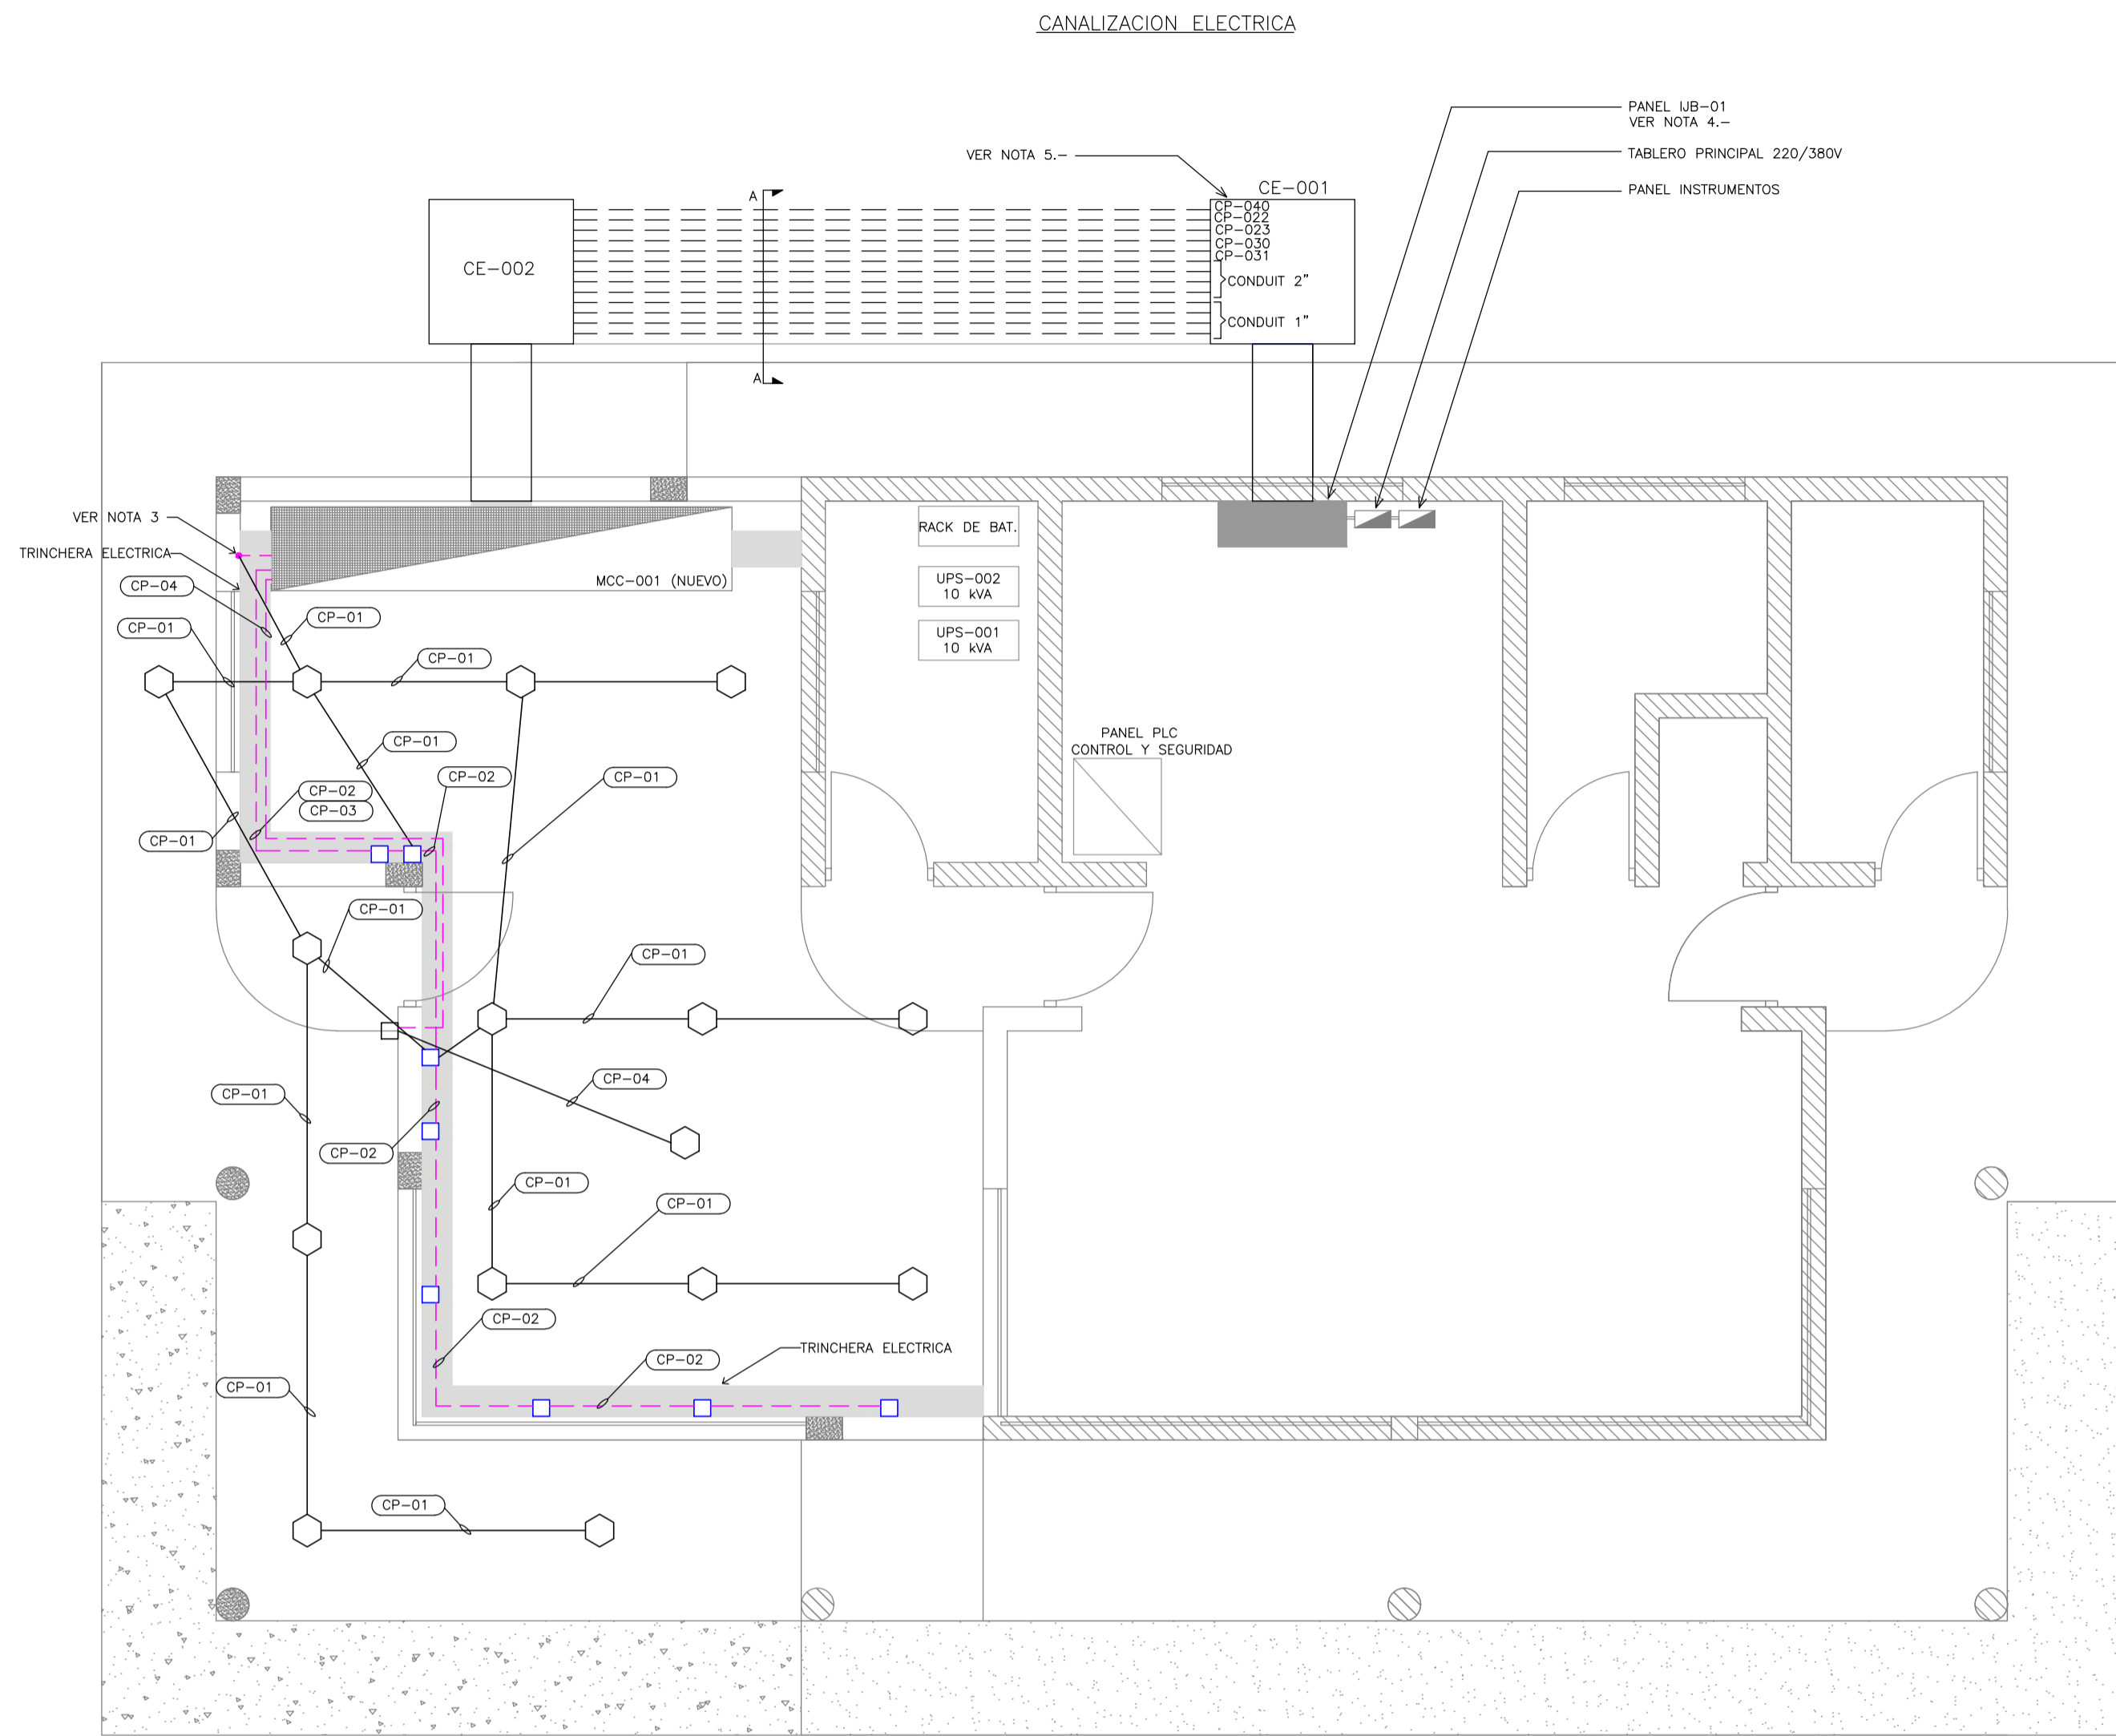 CANALIZACION ELECTRICA
PANEL IJB-01
VER NOTA 4.-
TABLERO PRINCIPAL 220/380V
PANEL INSTRUMENTOS
VER NOTA 5.-
CE-001
A
CP-040
CP-022
CP-023
CP-030
CP-031
CONDUIT 2"
CONDUIT 1"
CE-002
A
VER NOTA 3
TRINCHERA ELECTRICA
RACK DE BAT.
UPS-002
10 kVA
UPS-001
10 kVA
MCC-001 (NUEVO)
CP-04
CP-01
CP-01
CP-01
CP-01
CP-02
CP-01
PANEL PLC
CONTROL Y SEGURIDAD
CP-02
CP-03
CP-01
CP-01
CP-01
CP-04
CP-01
CP-02
CP-01
CP-01
CP-02
TRINCHERA ELECTRICA
CP-02
CP-01
CP-01